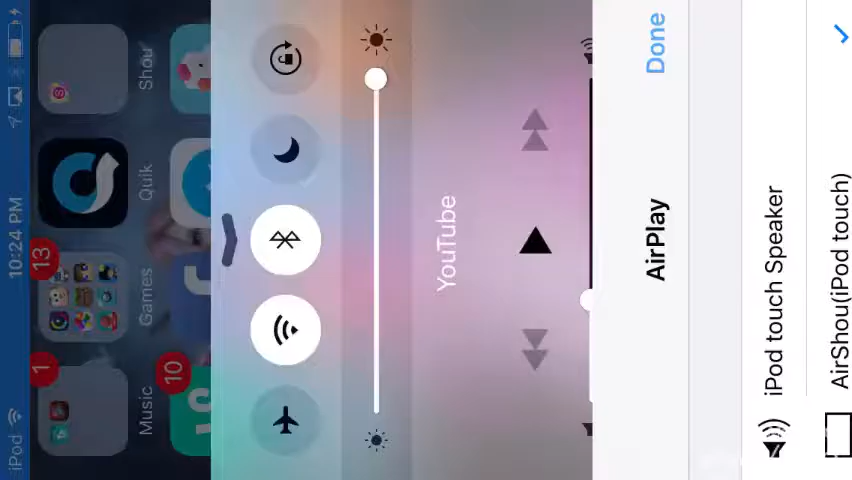 iPod
10:24 PM
Shou
Quik
13
Games
1
Music
10
YouTube
AirPlay
Done
iPod touch Speaker
AirShou(iPod touch)